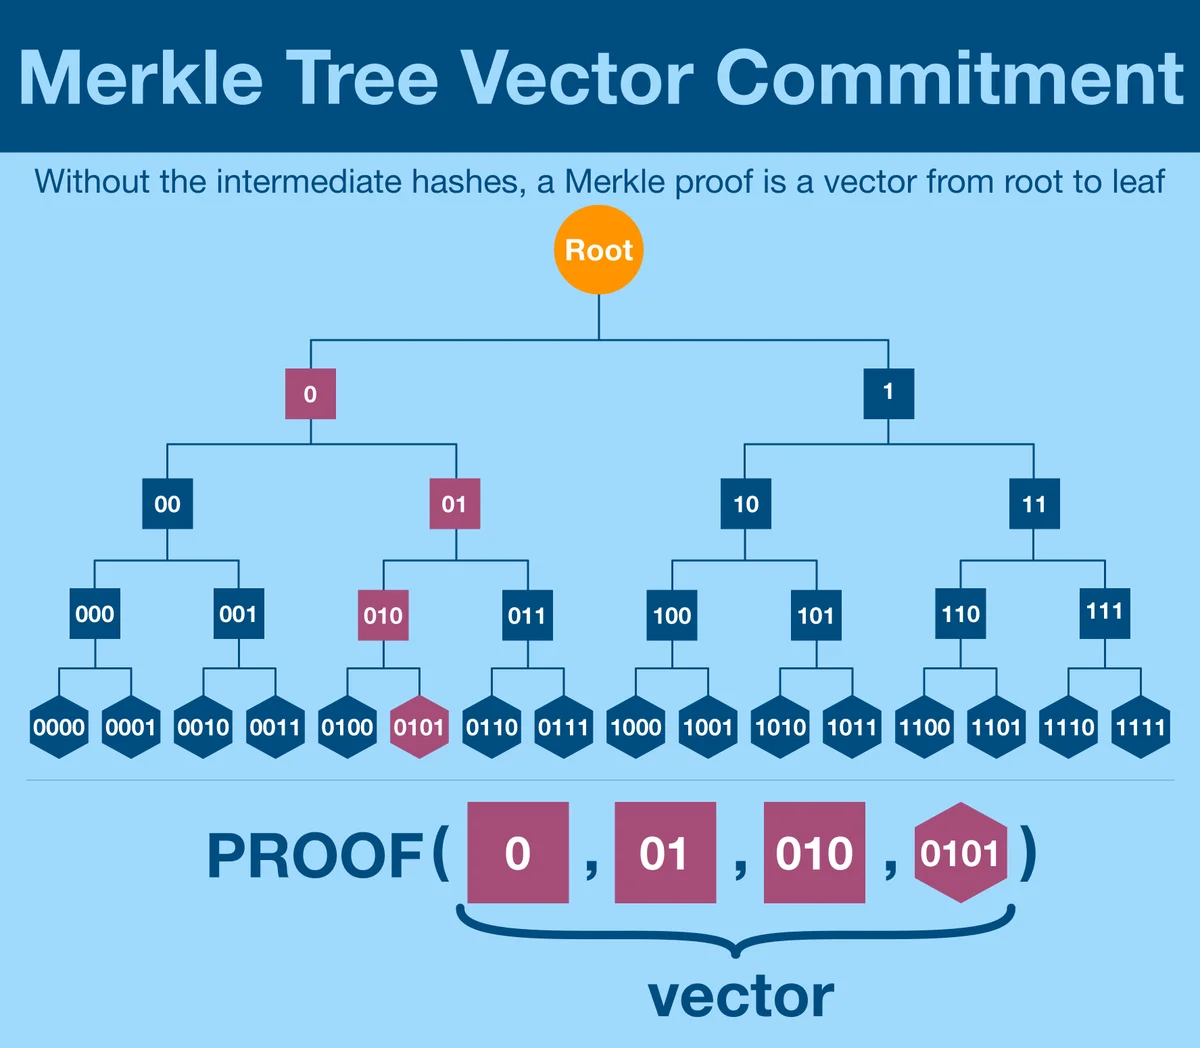 Merkle Tree Vector Commitment
Without the intermediate hashes, a Merkle proof is a vector from root to leaf
Root
0 1
00 01 10 11
000 001 010 011 100 101 110 111
0000 0001 0010 0011 0100 0101 0110 0111 1000 1001 1010 1011 1100 1101 1110 1111
PROOF( 0 , 01 , 010 , 0101 )
vector